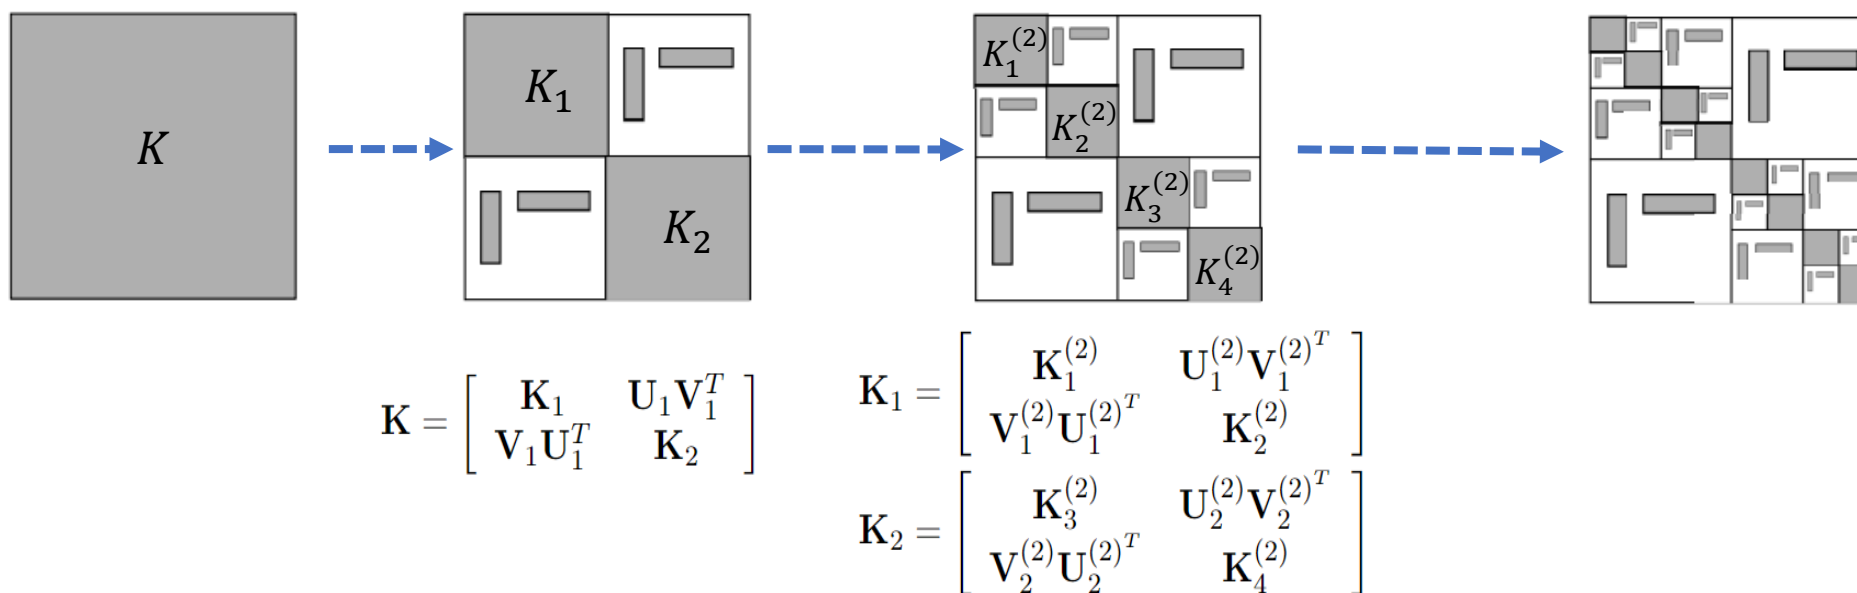 K
K₁
K₂
K₁⁽²⁾
K₂⁽²⁾
K₃⁽²⁾
K₄⁽²⁾
K = [ K₁ U₁V₁ᵀ
V₁U₁ᵀ K₂ ]
K₁ = [ K₁⁽²⁾ U₁⁽²⁾V₁⁽²⁾ᵀ
V₁⁽²⁾U₁⁽²⁾ᵀ K₂⁽²⁾ ]
K₂ = [ K₃⁽²⁾ U₂⁽²⁾V₂⁽²⁾ᵀ
V₂⁽²⁾U₂⁽²⁾ᵀ K₄⁽²⁾ ]